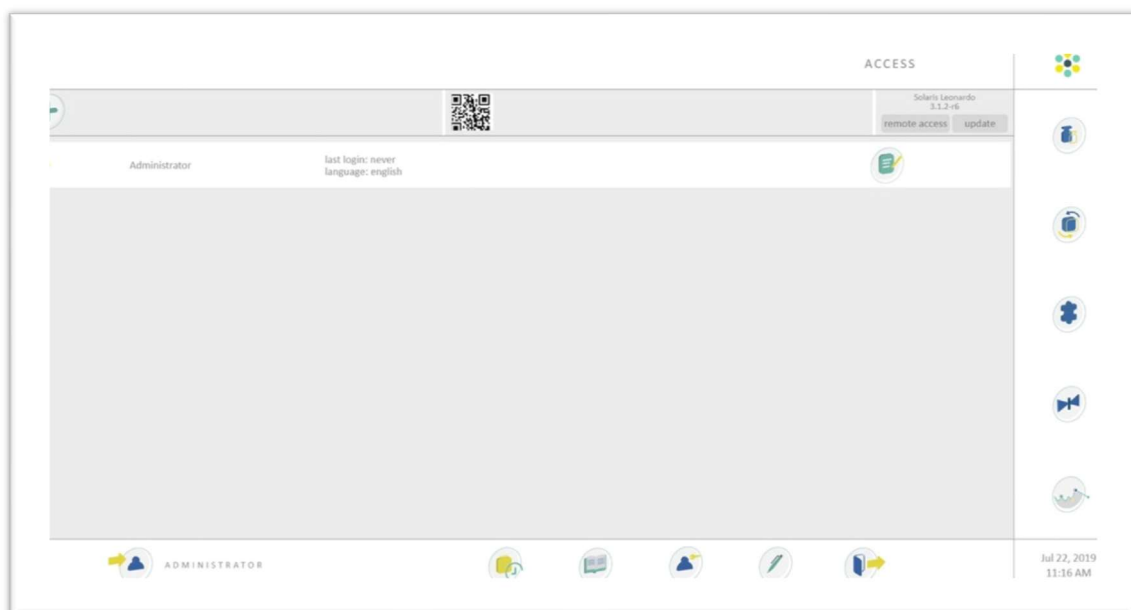 ACCESS
Solaris Leonardo
3.1.2-r6
remote access update
Administrator
last login: never
language: english
ADMINISTRATOR
Jul 22, 2019
11:16 AM